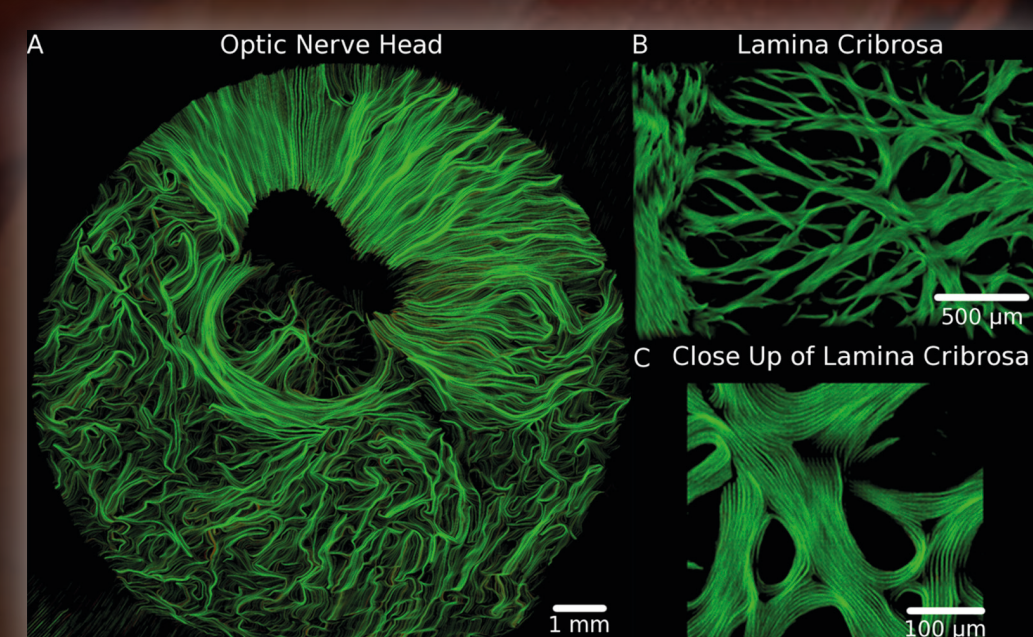 A
Optic Nerve Head
1 mm
B
Lamina Cribrosa
500 µm
C
Close Up of Lamina Cribrosa
100 µm